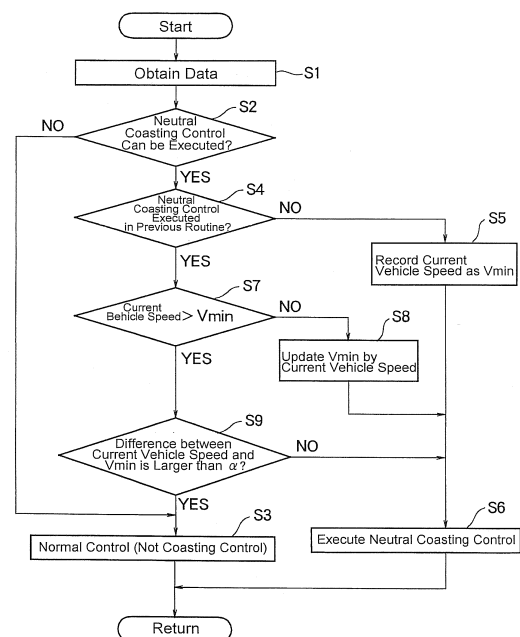 Start
Obtain Data
S1
S2
NO
Neutral
Coasting Control
Can be Executed?
YES
S4
Neutral
Coasting Control
Executed
in Previous Routine?
NO
S5
Record Current
Vehicle Speed as Vmin
YES
S7
Current
Behicle Speed > Vmin
NO
S8
Update Vmin by
Current Vehicle Speed
YES
S9
Difference between
Current Vehicle Speed and
Vmin is Larger than α?
NO
YES
S3
Normal Control (Not Coasting Control)
S6
Execute Neutral Coasting Control
Return